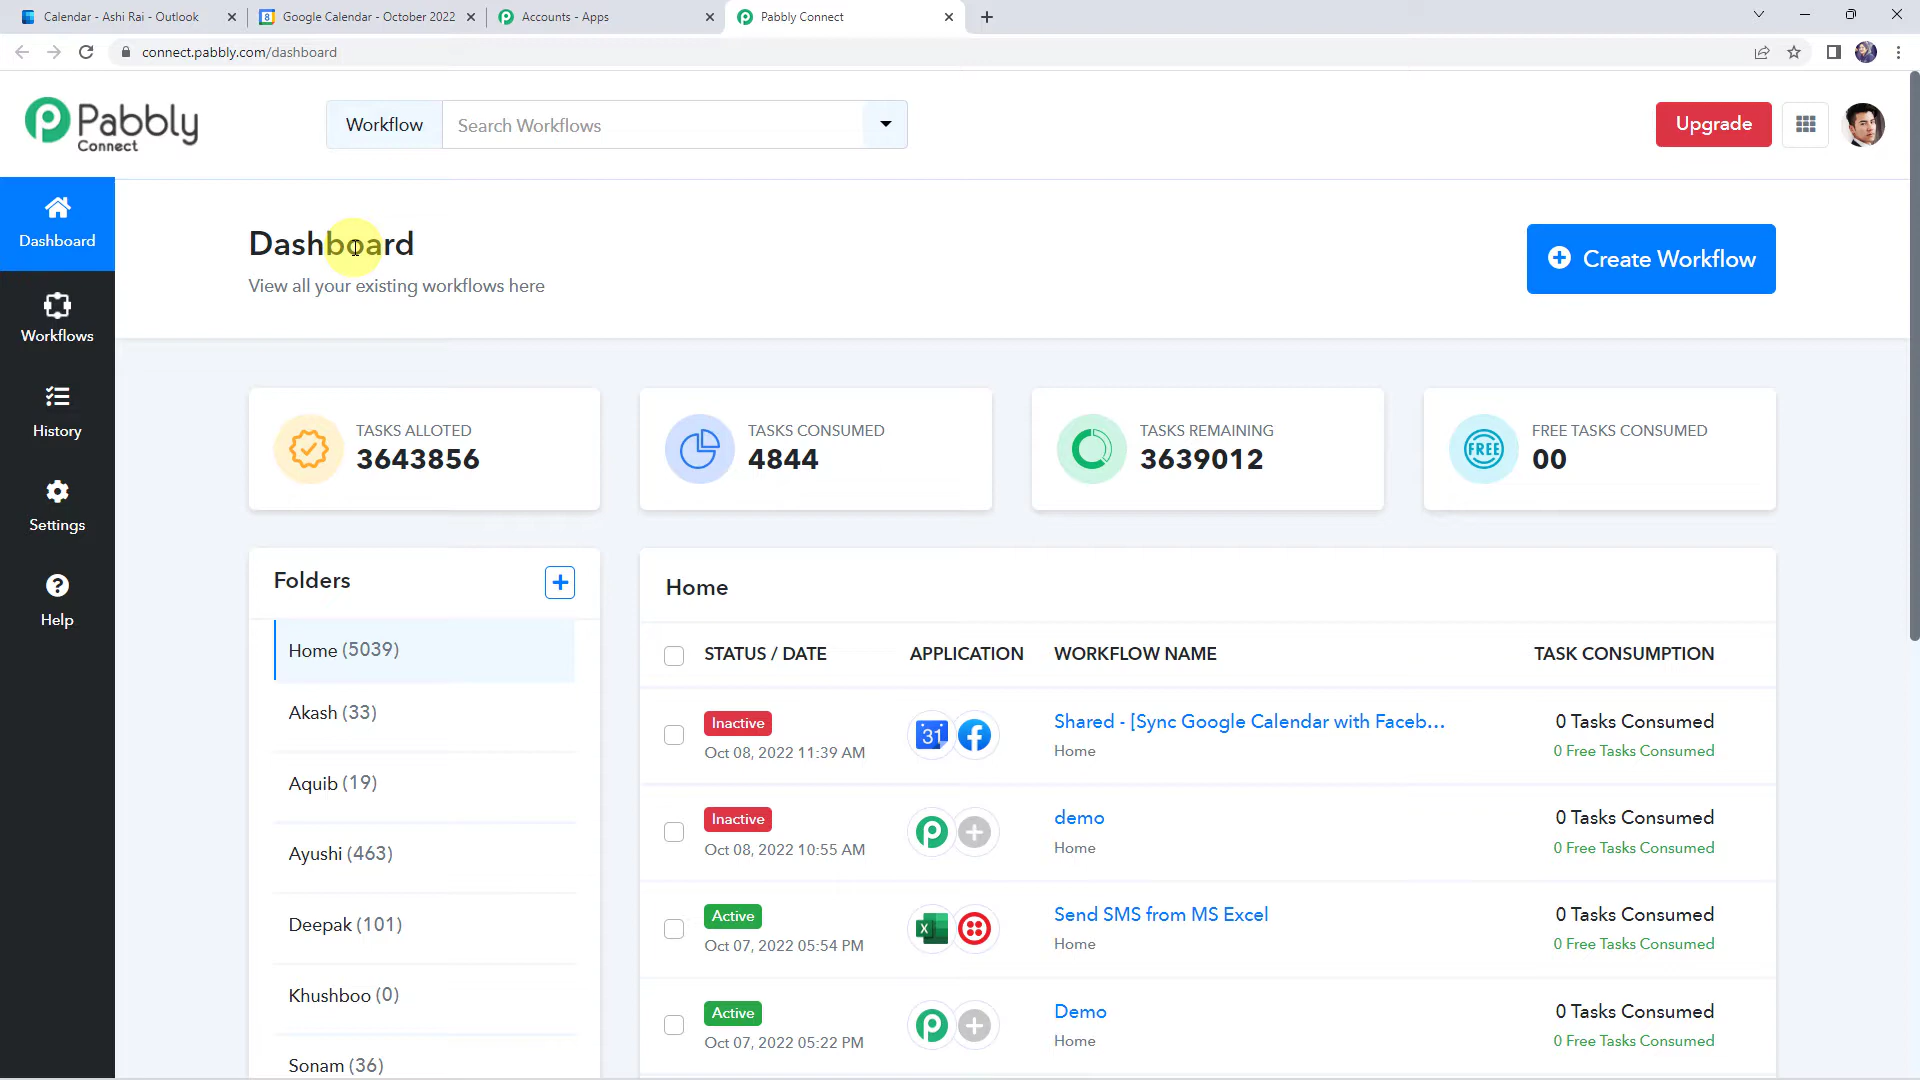 Calendar - Ashi Rai - Outlook
Google Calendar - October 2022
Accounts - Apps
Pabbly Connect
connect.pabbly.com/dashboard
Pabbly
Connect
Workflow
Search Workflows
Upgrade
Dashboard
Workflows
History
Settings
Help
Dashboard
View all your existing workflows here
Create Workflow
TASKS ALLOTED
3643856
TASKS CONSUMED
4844
TASKS REMAINING
3639012
FREE
FREE TASKS CONSUMED
00
Folders
Home (5039)
Akash (33)
Aquib (19)
Ayushi (463)
Deepak (101)
Khushboo (0)
Sonam (36)
Home
STATUS / DATE
APPLICATION
WORKFLOW NAME
TASK CONSUMPTION
Inactive
Oct 08, 2022 11:39 AM
31
Shared - [Sync Google Calendar with Faceb...
Home
0 Tasks Consumed
0 Free Tasks Consumed
Inactive
Oct 08, 2022 10:55 AM
demo
Home
0 Tasks Consumed
0 Free Tasks Consumed
Active
Oct 07, 2022 05:54 PM
Send SMS from MS Excel
Home
0 Tasks Consumed
0 Free Tasks Consumed
Active
Oct 07, 2022 05:22 PM
Demo
Home
0 Tasks Consumed
0 Free Tasks Consumed